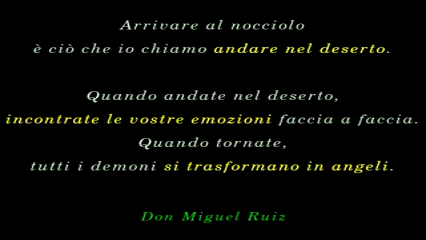 Arrivare al nocciolo
è ciò che io chiamo andare nel deserto.
Quando andate nel deserto,
incontrate le vostre emozioni faccia a faccia.
Quando tornate,
tutti i demoni si trasformano in angeli.
Don Miguel Ruiz